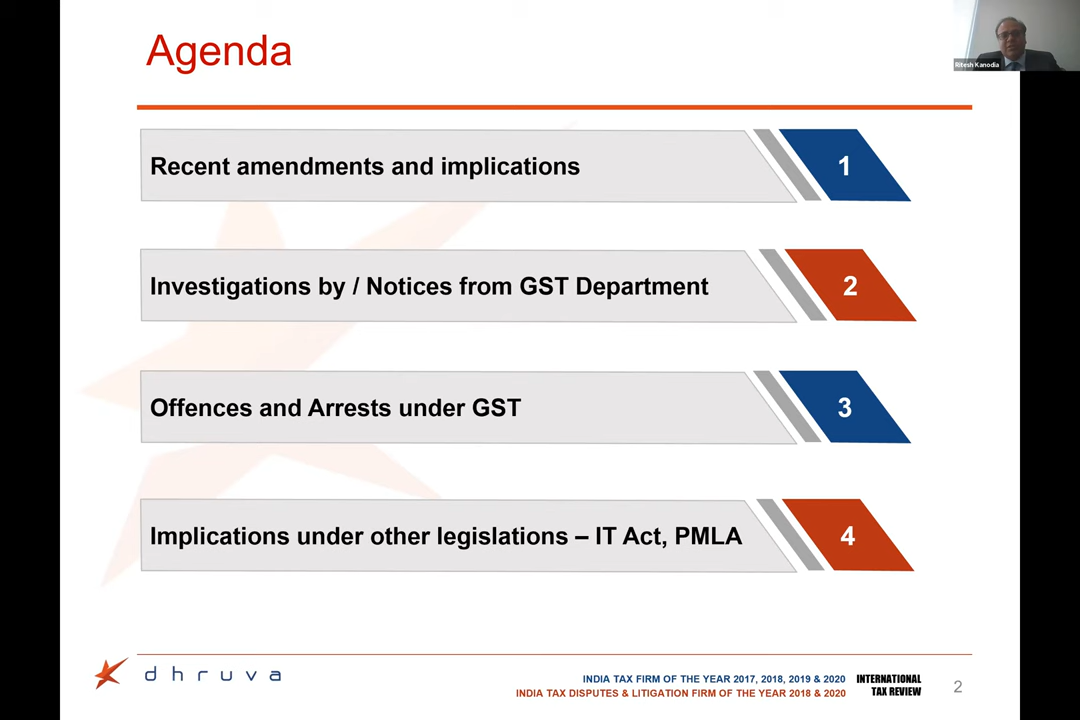 Agenda
Ritesh Kanodia
Recent amendments and implications
1
Investigations by / Notices from GST Department
2
Offences and Arrests under GST
3
Implications under other legislations – IT Act, PMLA
4
dhruva
INDIA TAX FIRM OF THE YEAR 2017, 2018, 2019 & 2020
INDIA TAX DISPUTES & LITIGATION FIRM OF THE YEAR 2018 & 2020
INTERNATIONAL
TAX REVIEW
2